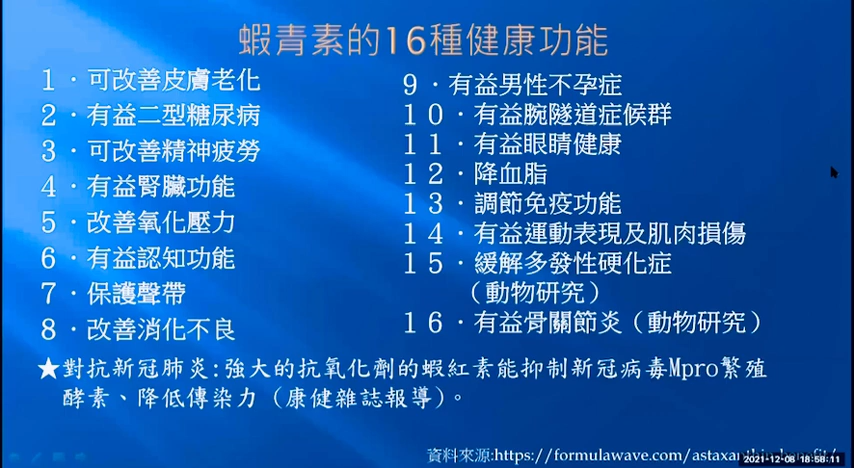 蝦青素的16種健康功能
1．可改善皮膚老化
2．有益二型糖尿病
3．可改善精神疲勞
4．有益腎臟功能
5．改善氧化壓力
6．有益認知功能
7．保護聲帶
8．改善消化不良
9．有益男性不孕症
10．有益腕隧道症候群
11．有益眼睛健康
12．降血脂
13．調節免疫功能
14．有益運動表現及肌肉損傷
15．緩解多發性硬化症
（動物研究）
16．有益骨關節炎（動物研究）
★對抗新冠肺炎:強大的抗氧化劑的蝦紅素能抑制新冠病毒Mpro繁殖
酵素、降低傳染力（康健雜誌報導）。
資料來源:https://formulawave.com/
2021-12-08 18:58:11